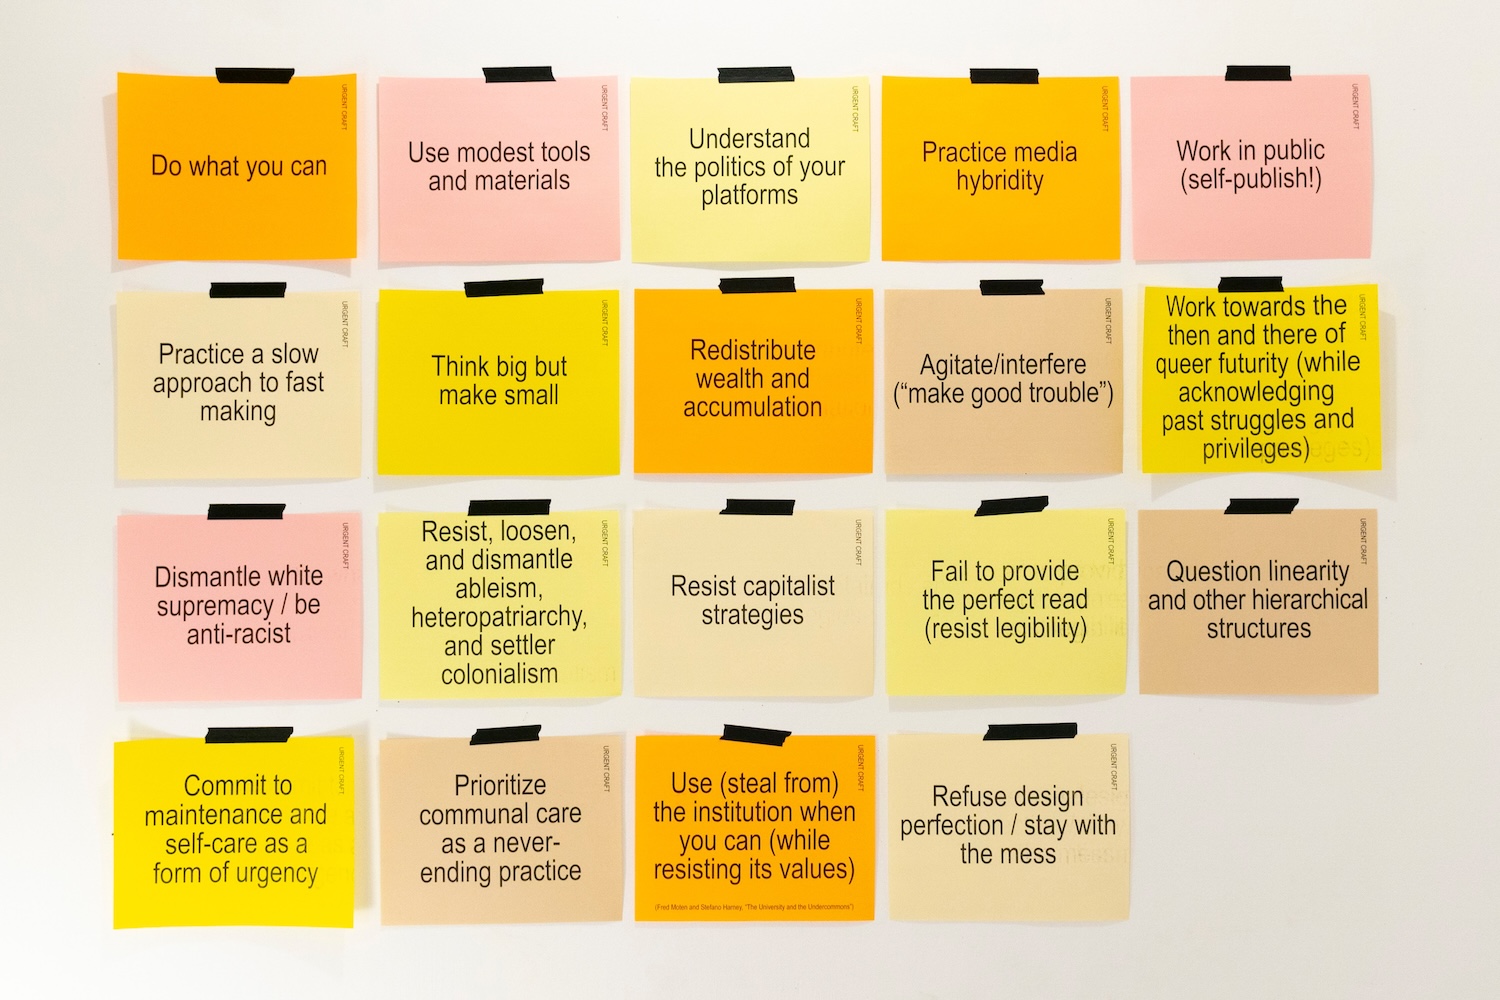 URGENT CRAFT
Do what you can
URGENT CRAFT
Use modest tools
and materials
URGENT CRAFT
Understand
the politics of your
platforms
URGENT CRAFT
Practice media
hybridity
URGENT CRAFT
Work in public
(self-publish!)
URGENT CRAFT
Practice a slow
approach to fast
making
URGENT CRAFT
Think big but
make small
URGENT CRAFT
Redistribute
wealth and
accumulation
URGENT CRAFT
Agitate/interfere
(“make good trouble”)
URGENT CRAFT
Work towards the
then and there of
queer futurity (while
acknowledging
past struggles and
privileges)
URGENT CRAFT
Dismantle white
supremacy / be
anti-racist
URGENT CRAFT
Resist, loosen,
and dismantle
ableism,
heteropatriarchy,
and settler
colonialism
URGENT CRAFT
Resist capitalist
strategies
URGENT CRAFT
Fail to provide
the perfect read
(resist legibility)
URGENT CRAFT
Question linearity
and other hierarchical
structures
URGENT CRAFT
Commit to
maintenance and
self-care as a
form of urgency
URGENT CRAFT
Prioritize
communal care
as a never-
ending practice
URGENT CRAFT
Use (steal from)
the institution when
you can (while
resisting its values)
(Fred Moten and Stefano Harney, "The University and the Undercommons")
URGENT CRAFT
Refuse design
perfection / stay with
the mess